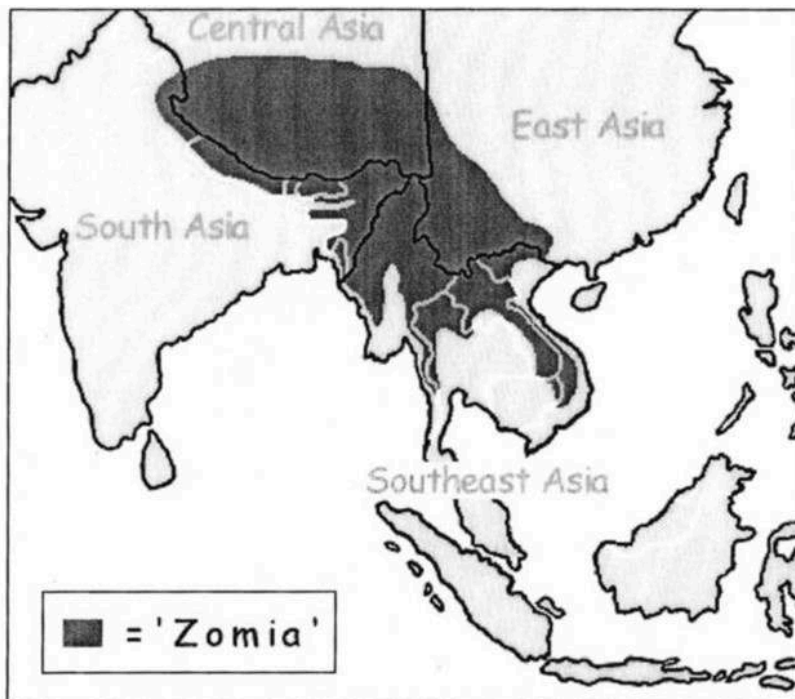 Central Asia
East Asia
South Asia
Southeast Asia
= 'Zomia'